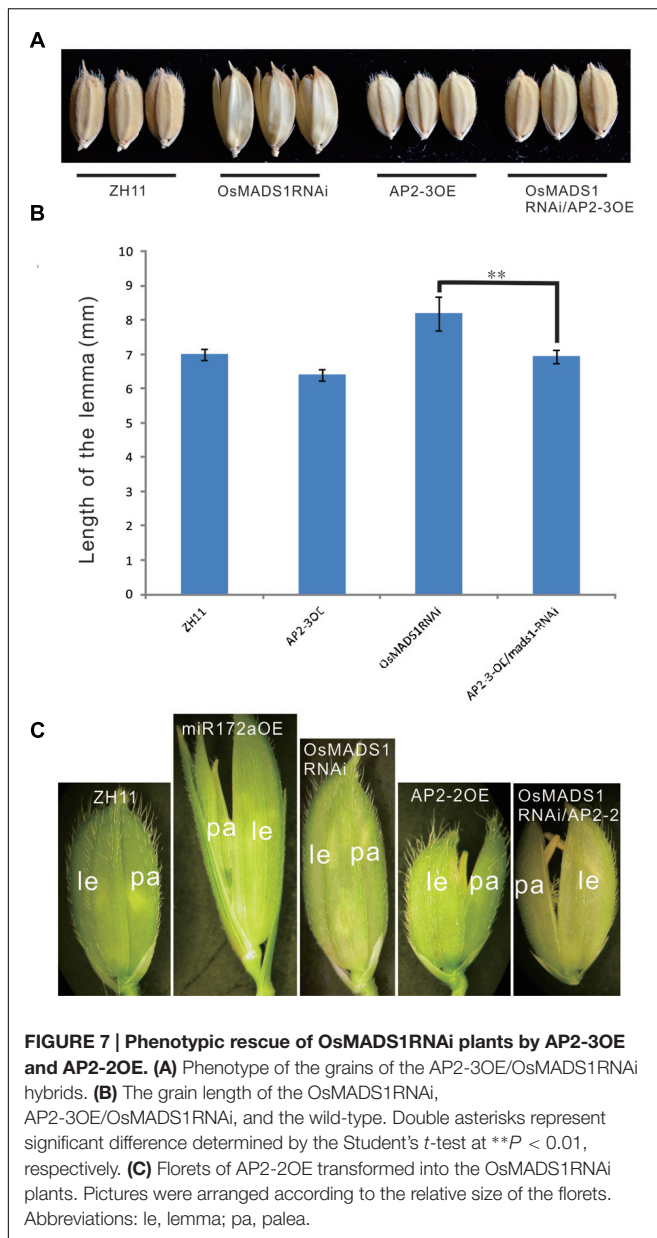 A
ZH11
OsMADS1RNAi
AP2-3OE
OsMADS1
RNAi/AP2-3OE
B
Length of the lemma (mm)
10
9
8
7
6
5
4
3
2
1
0
**
ZH11
AP2-3OE
OsMADS1RNAi
AP2-3-OE/mads1-RNAi
C
ZH11
le
pa
miR172aOE
pa
le
OsMADS1
RNAi
le
pa
AP2-2OE
le
pa
OsMADS1
RNAi/AP2-2
pa
le
FIGURE 7 | Phenotypic rescue of OsMADS1RNAi plants by AP2-3OE
and AP2-2OE. (A) Phenotype of the grains of the AP2-3OE/OsMADS1RNAi
hybrids. (B) The grain length of the OsMADS1RNAi,
AP2-3OE/OsMADS1RNAi, and the wild-type. Double asterisks represent
significant difference determined by the Student's t-test at **P < 0.01,
respectively. (C) Florets of AP2-2OE transformed into the OsMADS1RNAi
plants. Pictures were arranged according to the relative size of the florets.
Abbreviations: le, lemma; pa, palea.